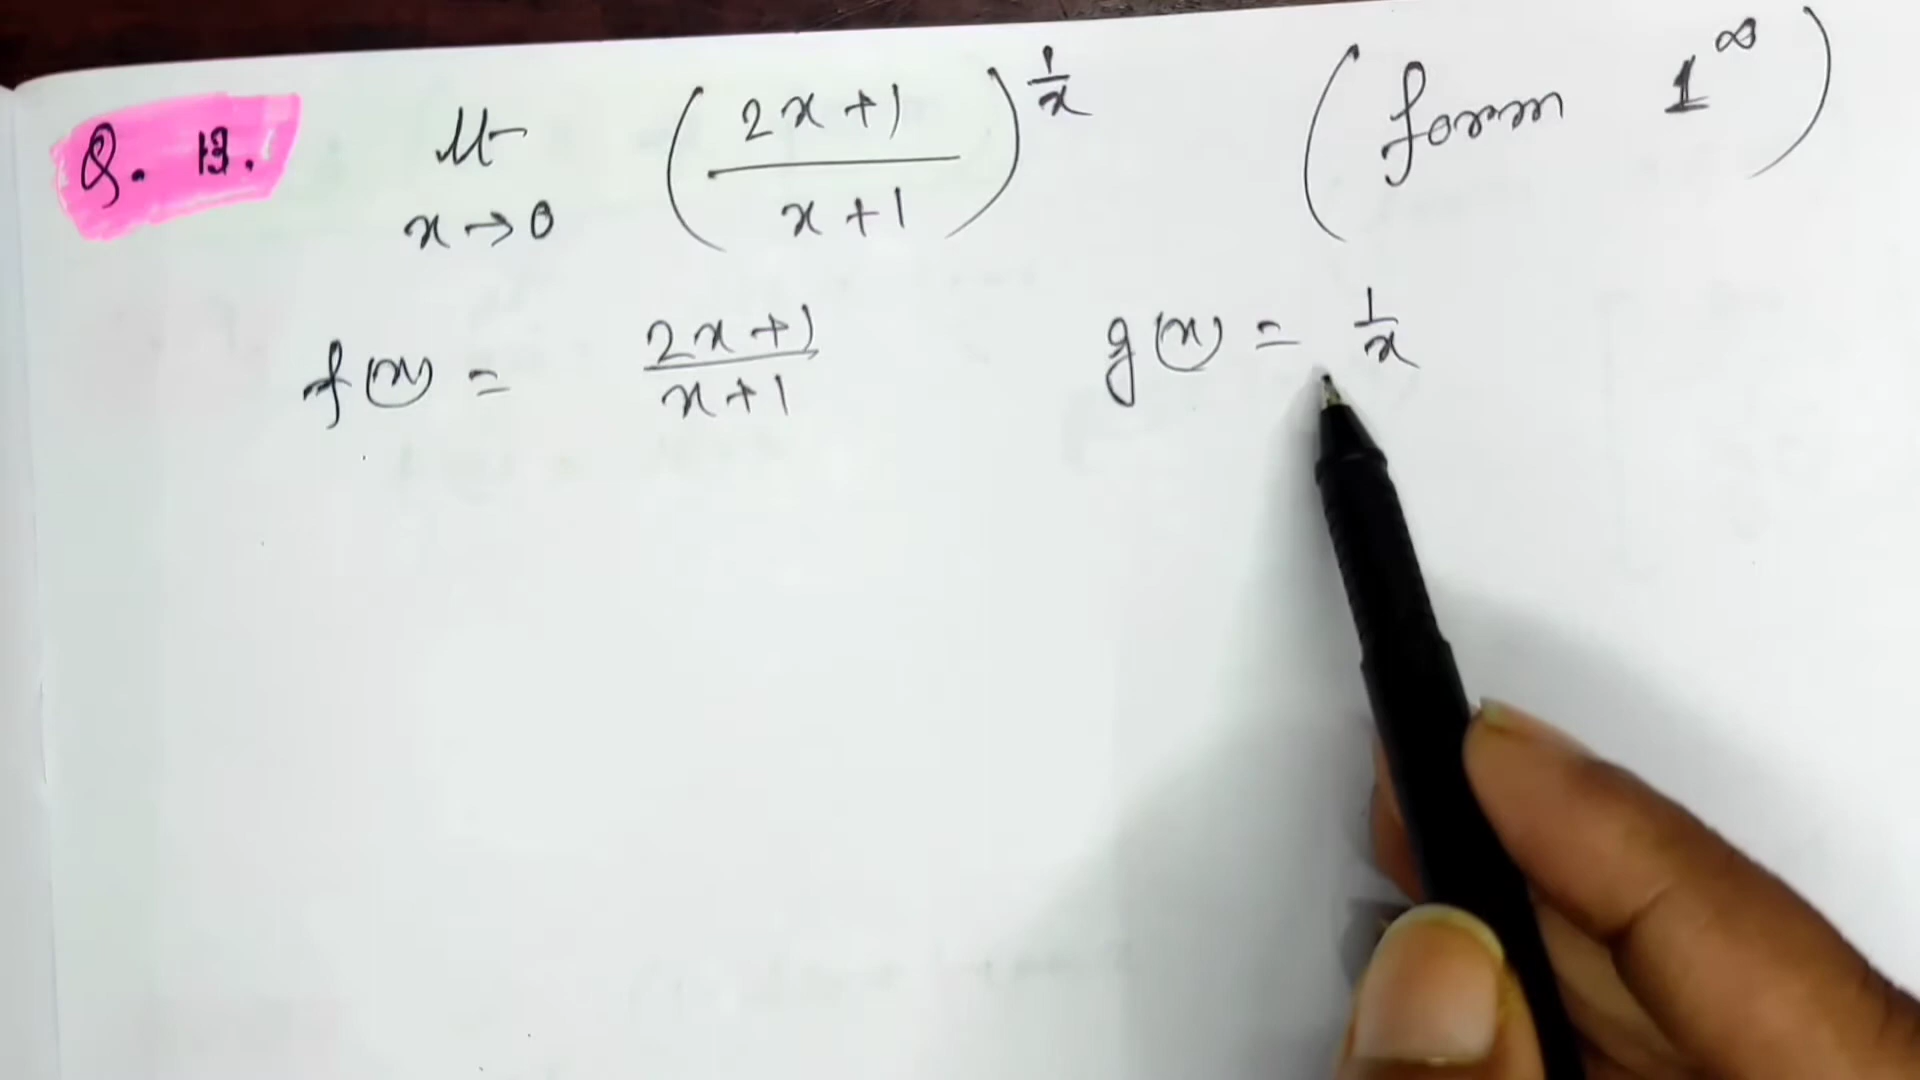 Q. 13. lt x→0 ((2x+1)/(x+1))^(1/x) (form 1^∞)
f(x) = (2x+1)/(x+1) g(x) = 1/x